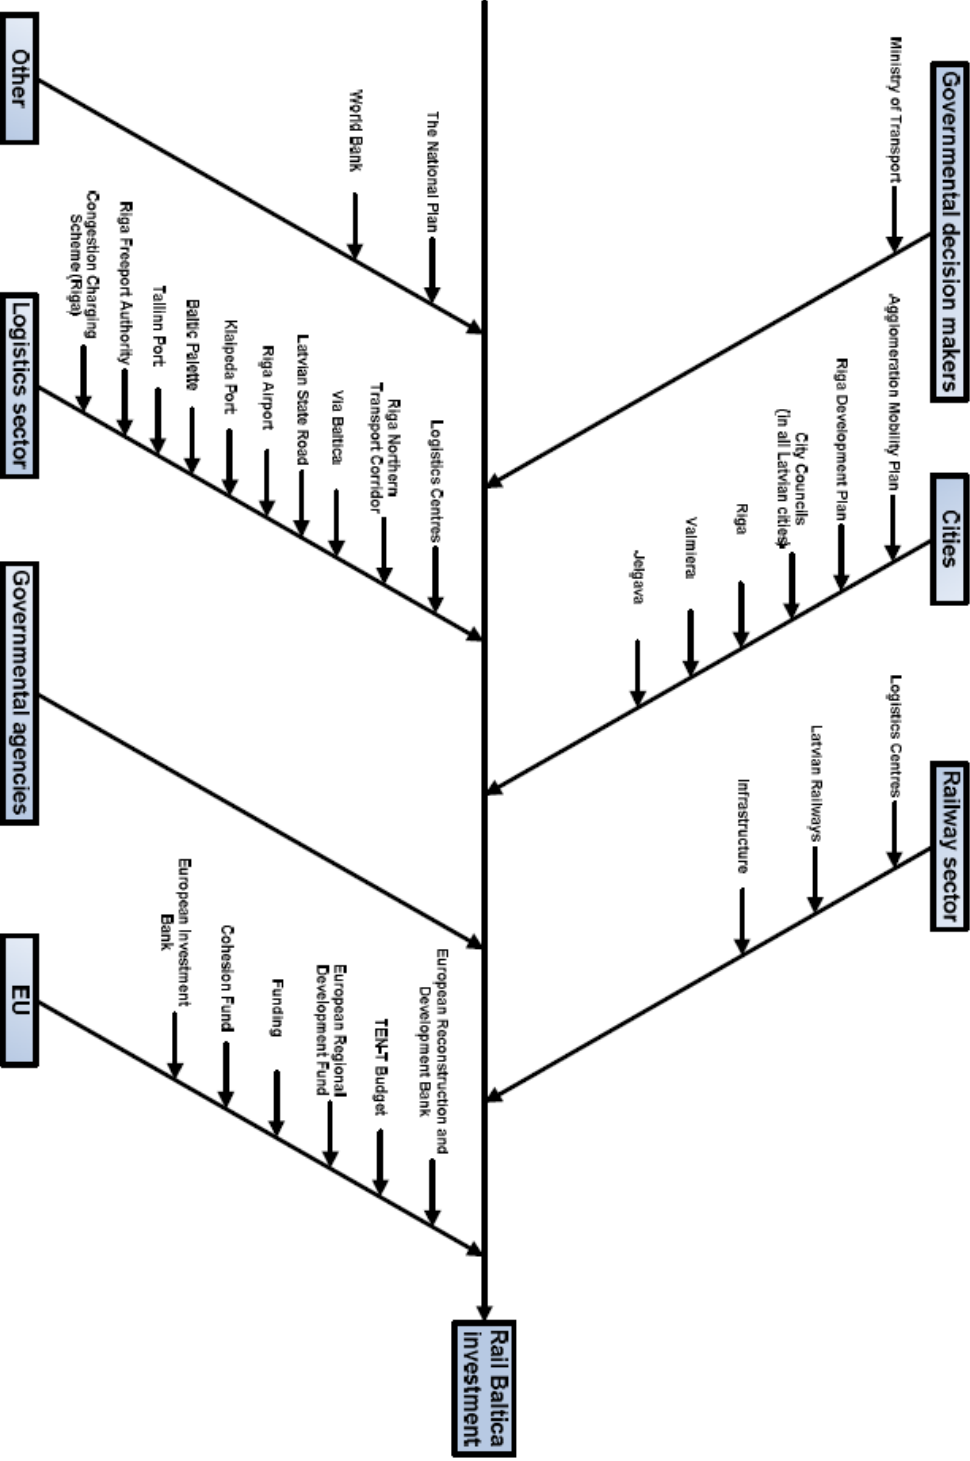 Governmental decision makers
Ministry of Transport
Cities
Agglomeration Mobility Plan
Riga Development Plan
City Councils
(in all Latvian cities)
Riga
Valmiera
Jelgava
Railway sector
Logistics Centres
Latvian Railways
Infrastructure
Rail Baltica
investment
Other
The National Plan
World Bank
Logistics sector
Logistics Centres
Riga Northern
Transport Corridor
Via Baltica
Latvian State Road
Riga Airport
Klaipeda Port
Baltic Palette
Tallinn Port
Riga Freeport Authority
Congestion Charging
Scheme (Riga)
Governmental agencies
EU
European Reconstruction and
Development Bank
TEN-T Budget
European Regional
Development Fund
Funding
Cohesion Fund
European Investment
Bank